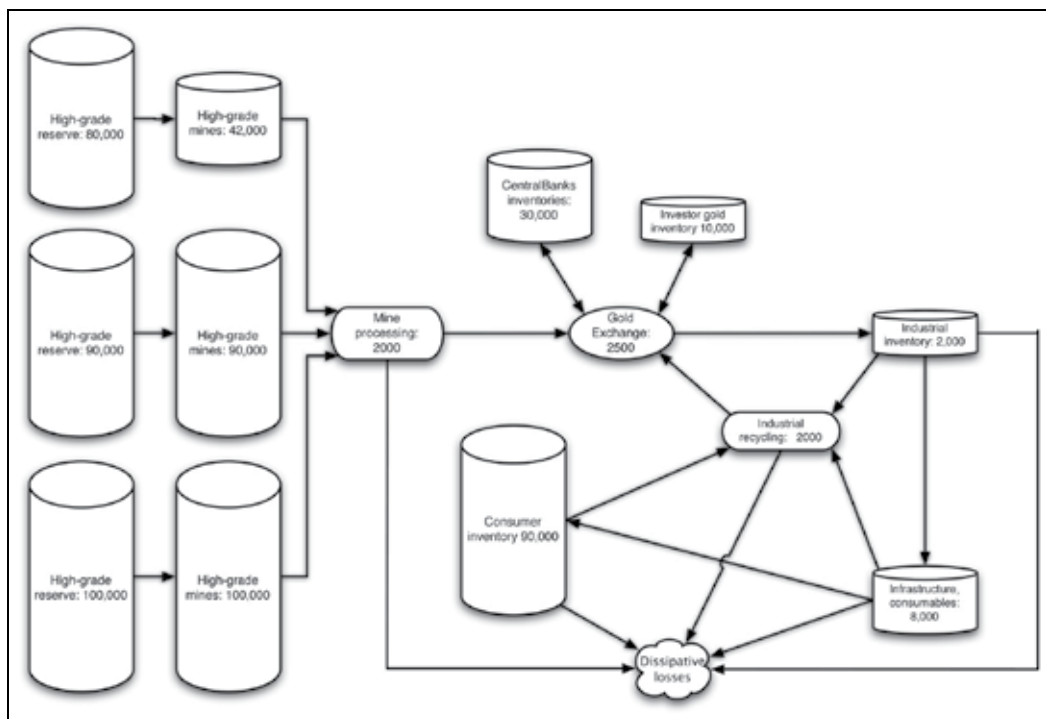 High-grade
reserve: 80,000
High-grade
mines: 42,000
CentralBanks
inventories:
30,000
Investor gold
inventory 10,000
High-grade
reserve: 90,000
High-grade
mines: 90,000
Mine
processing:
2000
Gold
Exchange:
2500
Industrial
inventory: 2,000
Industrial
recycling: 2000
High-grade
reserve: 100,000
High-grade
mines: 100,000
Consumer
inventory 90,000
Infrastructure,
consumables:
8,000
Dissipative
losses